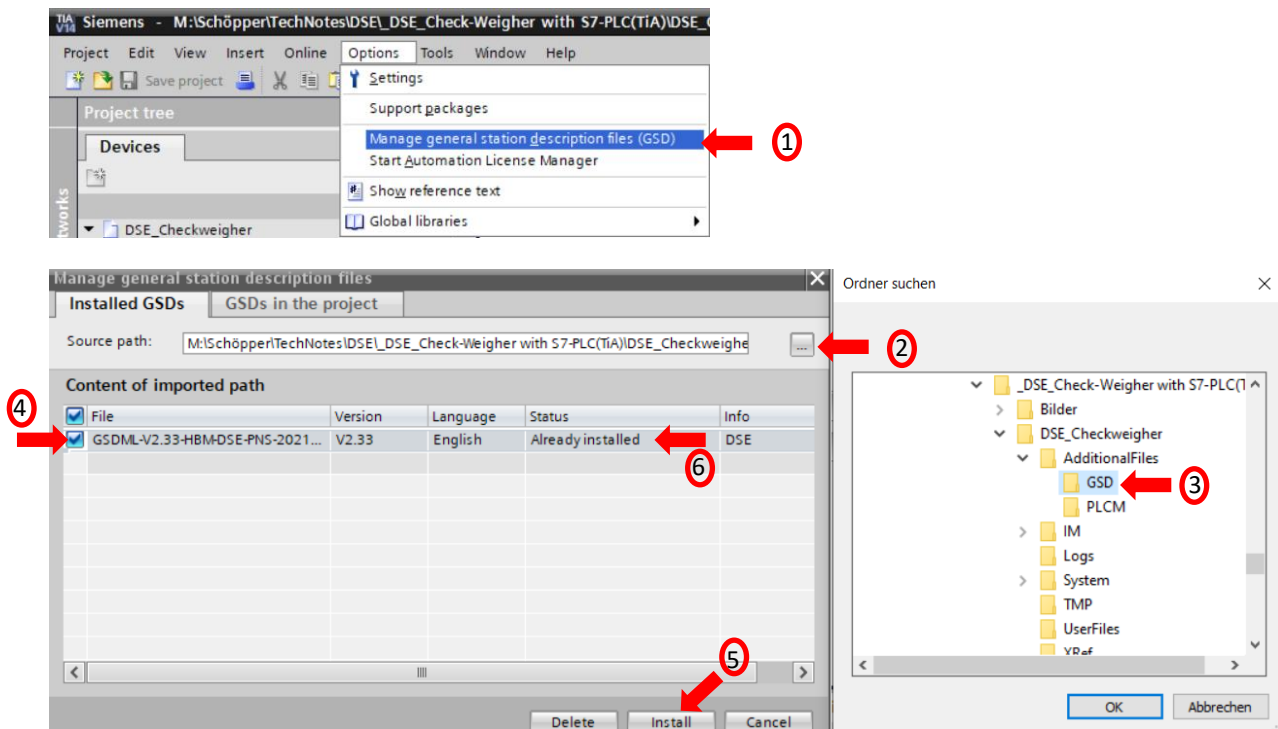 TIA V14 Siemens - M:\Schöpper\TechNotes\DSE\_DSE_Check-Weigher with S7-PLC(TiA)\DSE_
Project Edit View Insert Online Options Tools Window Help
Save project
Settings
Support packages
Manage general station description files (GSD)
1
Start Automation License Manager
Show reference text
Global libraries
Project tree
Devices
DSE_Checkweigher
Manage general station description files
Installed GSDs GSDs in the project
Source path: M:\Schöpper\TechNotes\DSE\_DSE_Check-Weigher with S7-PLC(TiA)\DSE_Checkweighe ...
2
Content of imported path
4
File Version Language Status Info
GSDML-V2.33-HBM-DSE-PNS-2021... V2.33 English Already installed DSE
6
5
Delete Install Cancel
Ordner suchen
_DSE_Check-Weigher with S7-PLC(T
Bilder
DSE_Checkweigher
AdditionalFiles
GSD
3
PLCM
IM
Logs
System
TMP
UserFiles
XRef
OK Abbrechen